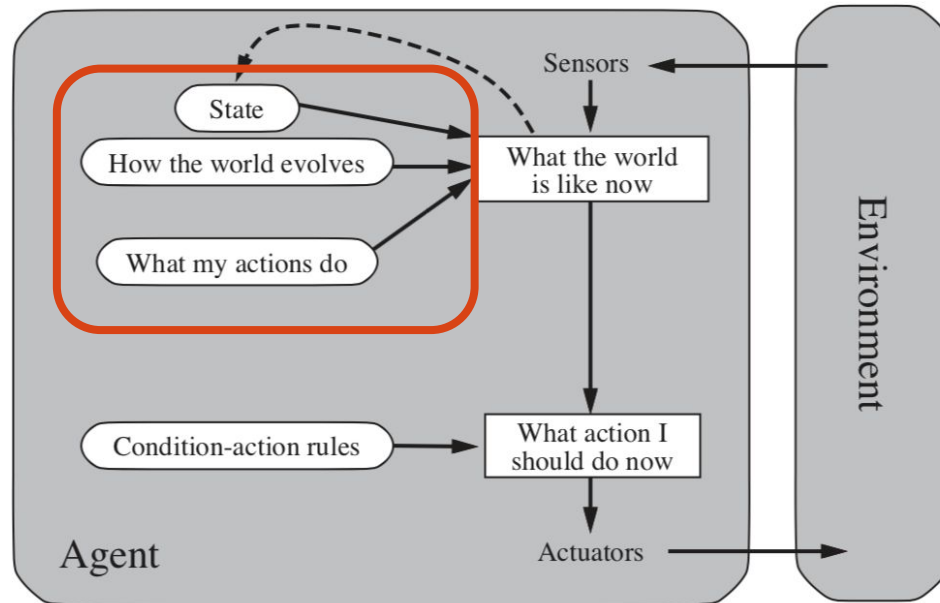 Sensors
State
How the world evolves
What the world
is like now
What my actions do
Environment
Condition-action rules
What action I
should do now
Agent
Actuators